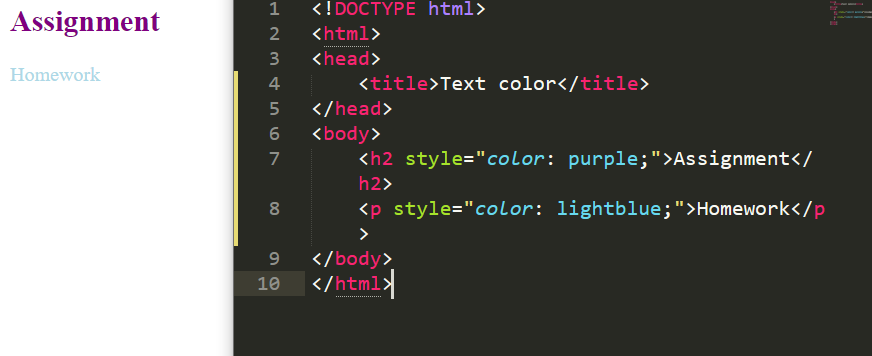 Assignment
Homework
1 <!DOCTYPE html>
2 <html>
3 <head>
4 <title>Text color</title>
5 </head>
6 <body>
7 <h2 style="color: purple;">Assignment</
h2>
8 <p style="color: lightblue;">Homework</p
>
9 </body>
10 </html>